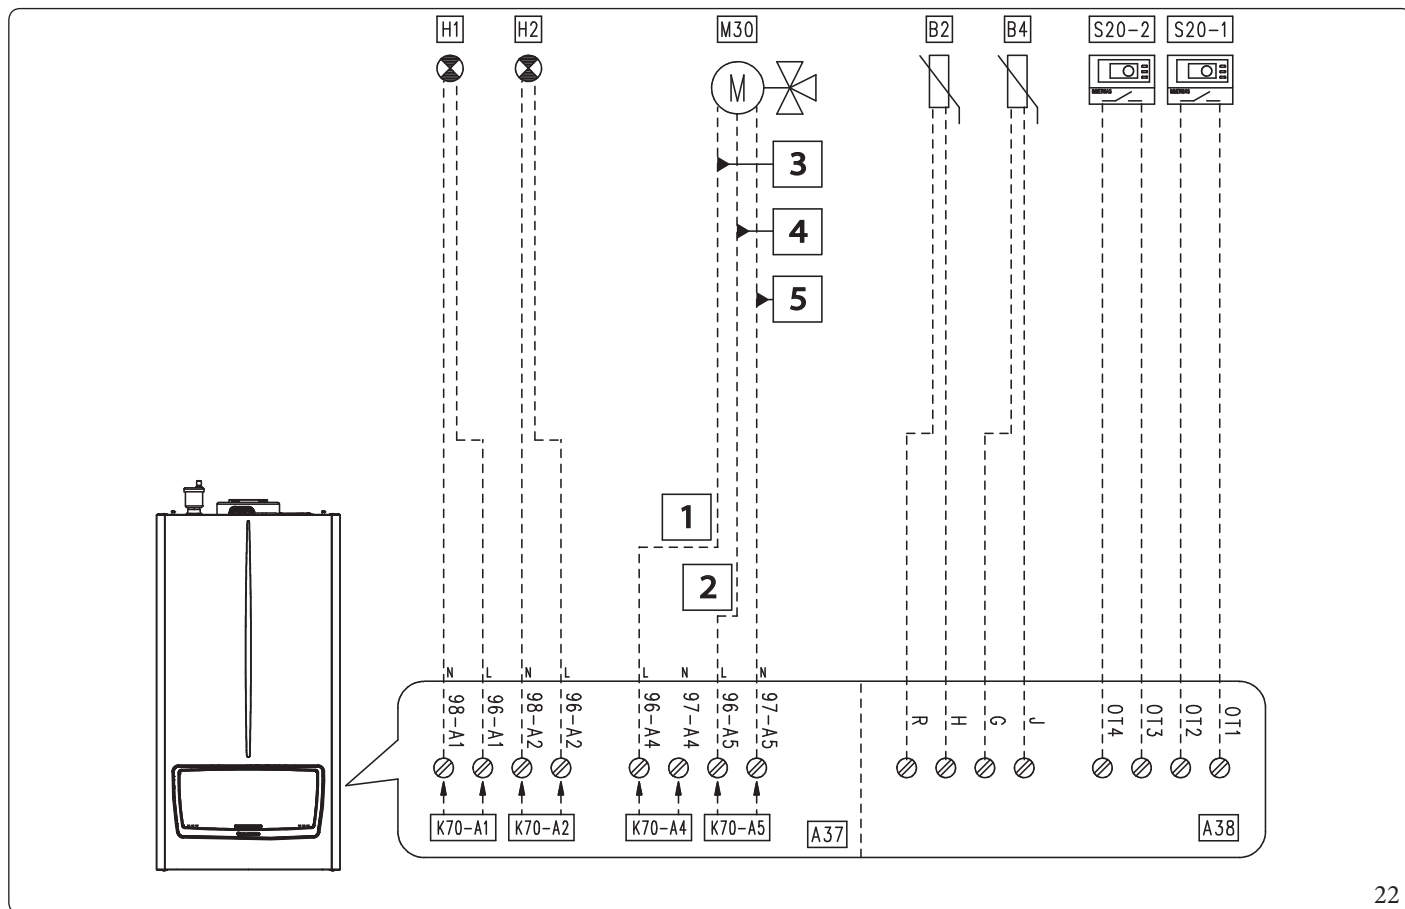 H1 H2 M30 B2 B4 S20-2 S20-1
M
3
4
5
1
2
N L N L L N L N
98-A1 96-A1 98-A2 96-A2 96-A4 97-A4 96-A5 97-A5 R H G J OT4 OT3 OT2 OT1
K70-A1 K70-A2 K70-A4 K70-A5 A37 A38
22